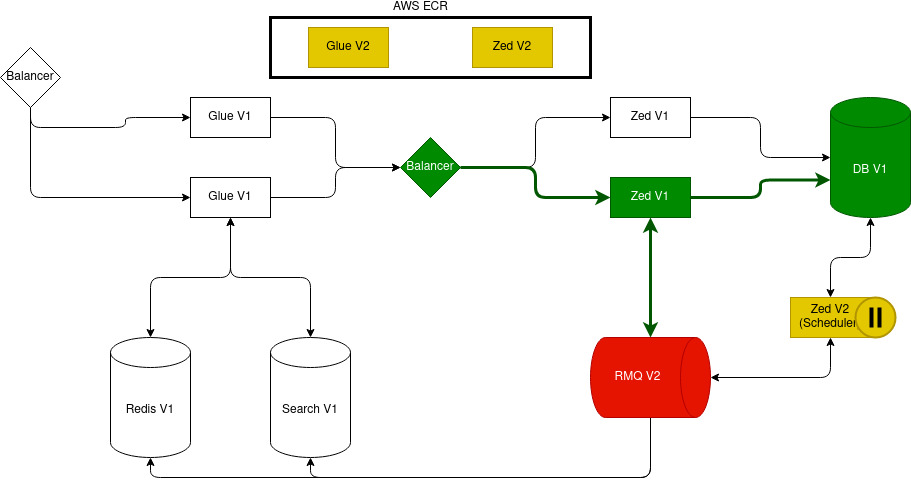 AWS ECR
Glue V2
Zed V2
Balancer
Glue V1
Zed V1
Balancer
DB V1
Glue V1
Zed V1
Zed V2
(Scheduler
RMQ V2
Redis V1
Search V1